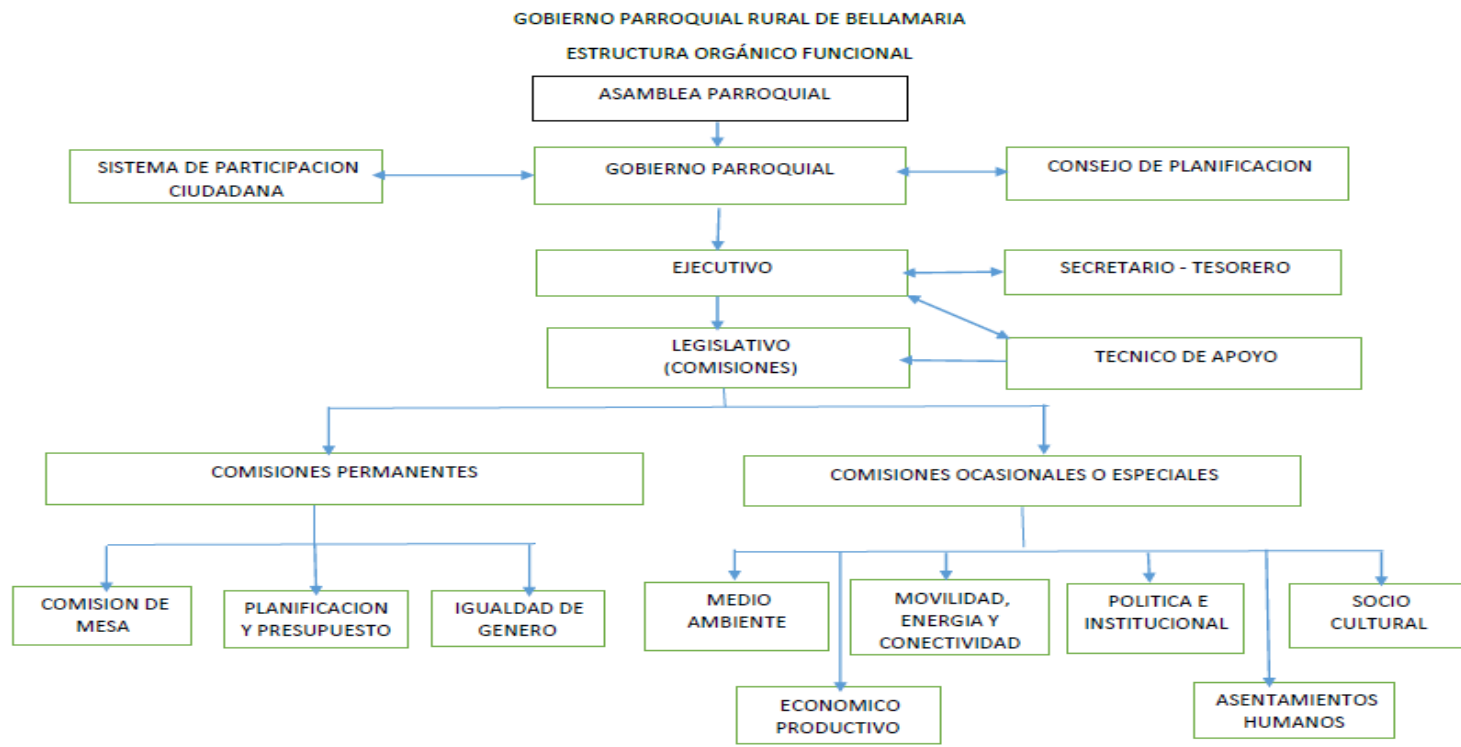 GOBIERNO PARROQUIAL RURAL DE BELLAMARIA
ESTRUCTURA ORGÁNICO FUNCIONAL
ASAMBLEA PARROQUIAL
SISTEMA DE PARTICIPACION
CIUDADANA
GOBIERNO PARROQUIAL
CONSEJO DE PLANIFICACION
EJECUTIVO
SECRETARIO - TESORERO
LEGISLATIVO
(COMISIONES)
TECNICO DE APOYO
COMISIONES PERMANENTES
COMISIONES OCASIONALES O ESPECIALES
COMISION DE
MESA
PLANIFICACION
Y PRESUPUESTO
IGUALDAD DE
GENERO
MEDIO
AMBIENTE
MOVILIDAD,
ENERGIA Y
CONECTIVIDAD
POLITICA E
INSTITUCIONAL
SOCIO
CULTURAL
ECONOMICO
PRODUCTIVO
ASENTAMIENTOS
HUMANOS